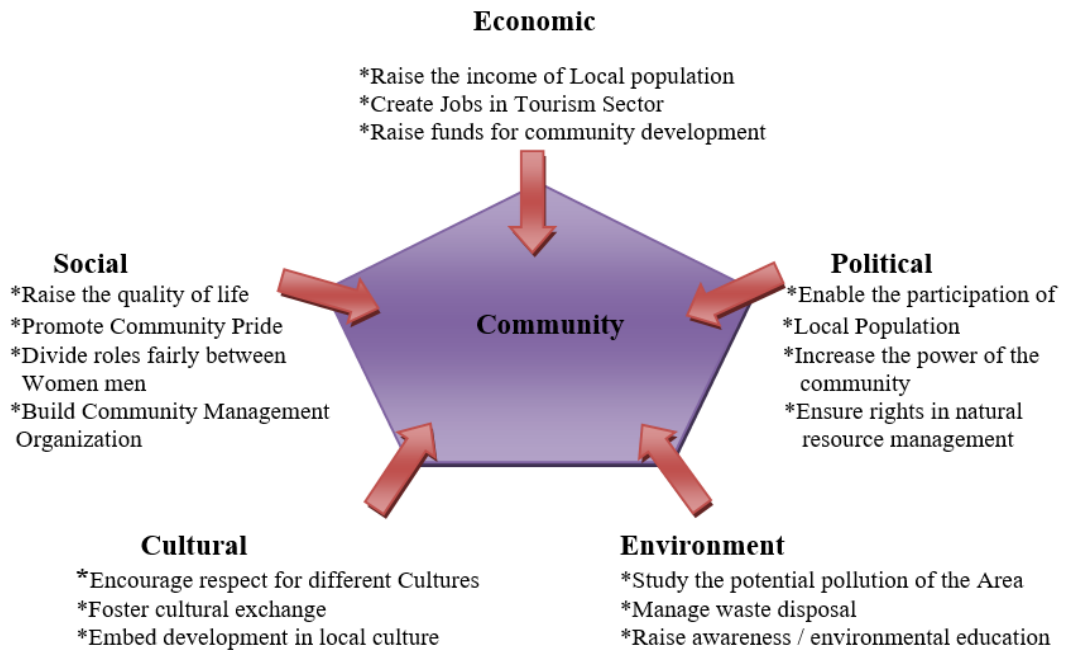 Economic
*Raise the income of Local population
*Create Jobs in Tourism Sector
*Raise funds for community development
Social
*Raise the quality of life
*Promote Community Pride
*Divide roles fairly between
Women men
*Build Community Management
Organization
Community
Political
*Enable the participation of
*Local Population
*Increase the power of the
community
*Ensure rights in natural
resource management
Cultural
*Encourage respect for different Cultures
*Foster cultural exchange
*Embed development in local culture
Environment
*Study the potential pollution of the Area
*Manage waste disposal
*Raise awareness / environmental education